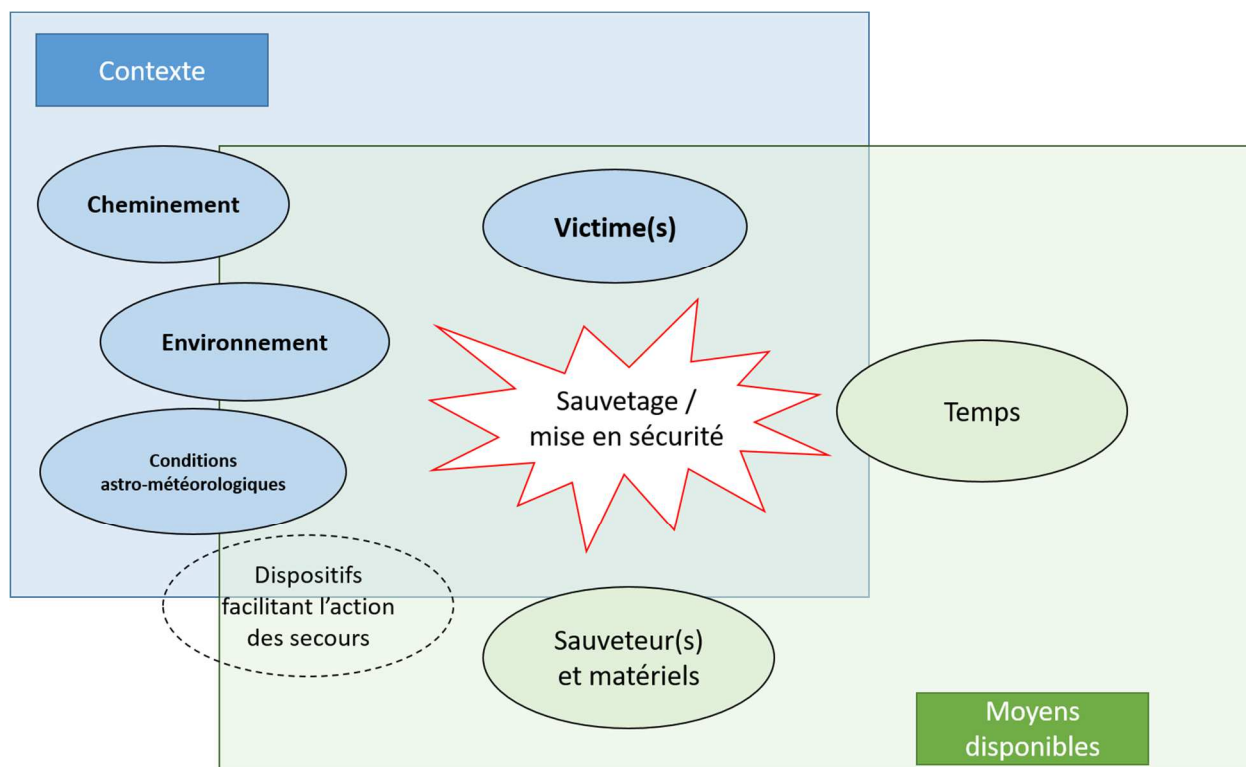 Contexte
Cheminement
Victime(s)
Environnement
Sauvetage /
mise en sécurité
Temps
Conditions
astro-météorologiques
Dispositifs
facilitant l’action
des secours
Sauveteur(s)
et matériels
Moyens
disponibles